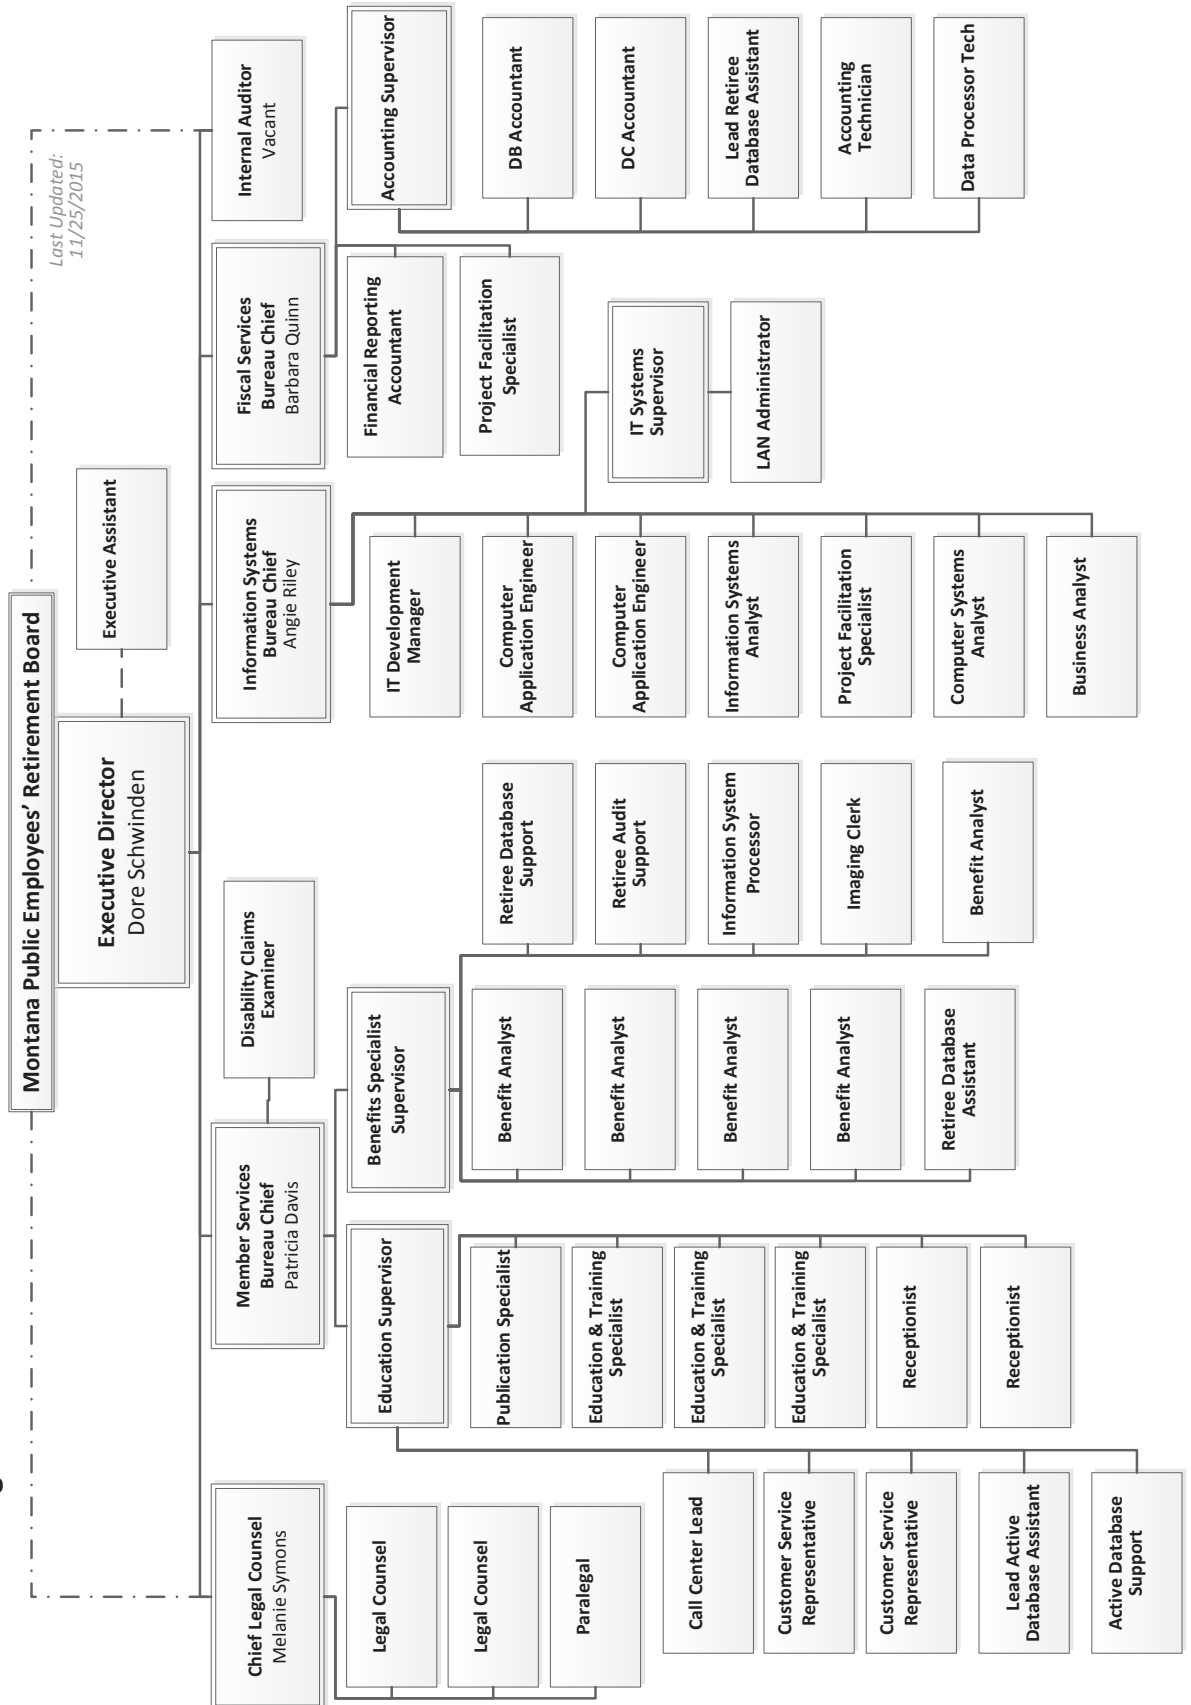 Montana Public Employees' Retirement Board
Last Updated:
11/25/2015
Executive Director
Dore Schwinden
Executive Assistant
Chief Legal Counsel
Melanie Symons
Legal Counsel
Legal Counsel
Paralegal
Member Services
Bureau Chief
Patricia Davis
Disability Claims
Examiner
Education Supervisor
Call Center Lead
Customer Service
Representative
Customer Service
Representative
Lead Active
Database Assistant
Active Database
Support
Publication Specialist
Education & Training
Specialist
Education & Training
Specialist
Education & Training
Specialist
Receptionist
Receptionist
Benefits Specialist
Supervisor
Benefit Analyst
Benefit Analyst
Benefit Analyst
Benefit Analyst
Retiree Database
Assistant
Retiree Database
Support
Retiree Audit
Support
Information System
Processor
Imaging Clerk
Benefit Analyst
Information Systems
Bureau Chief
Angie Riley
IT Development
Manager
Computer
Application Engineer
Computer
Application Engineer
Information Systems
Analyst
Project Facilitation
Specialist
Computer Systems
Analyst
Business Analyst
IT Systems
Supervisor
LAN Administrator
Fiscal Services
Bureau Chief
Barbara Quinn
Financial Reporting
Accountant
Project Facilitation
Specialist
Accounting Supervisor
DB Accountant
DC Accountant
Lead Retiree
Database Assistant
Accounting
Technician
Data Processor Tech
Internal Auditor
Vacant